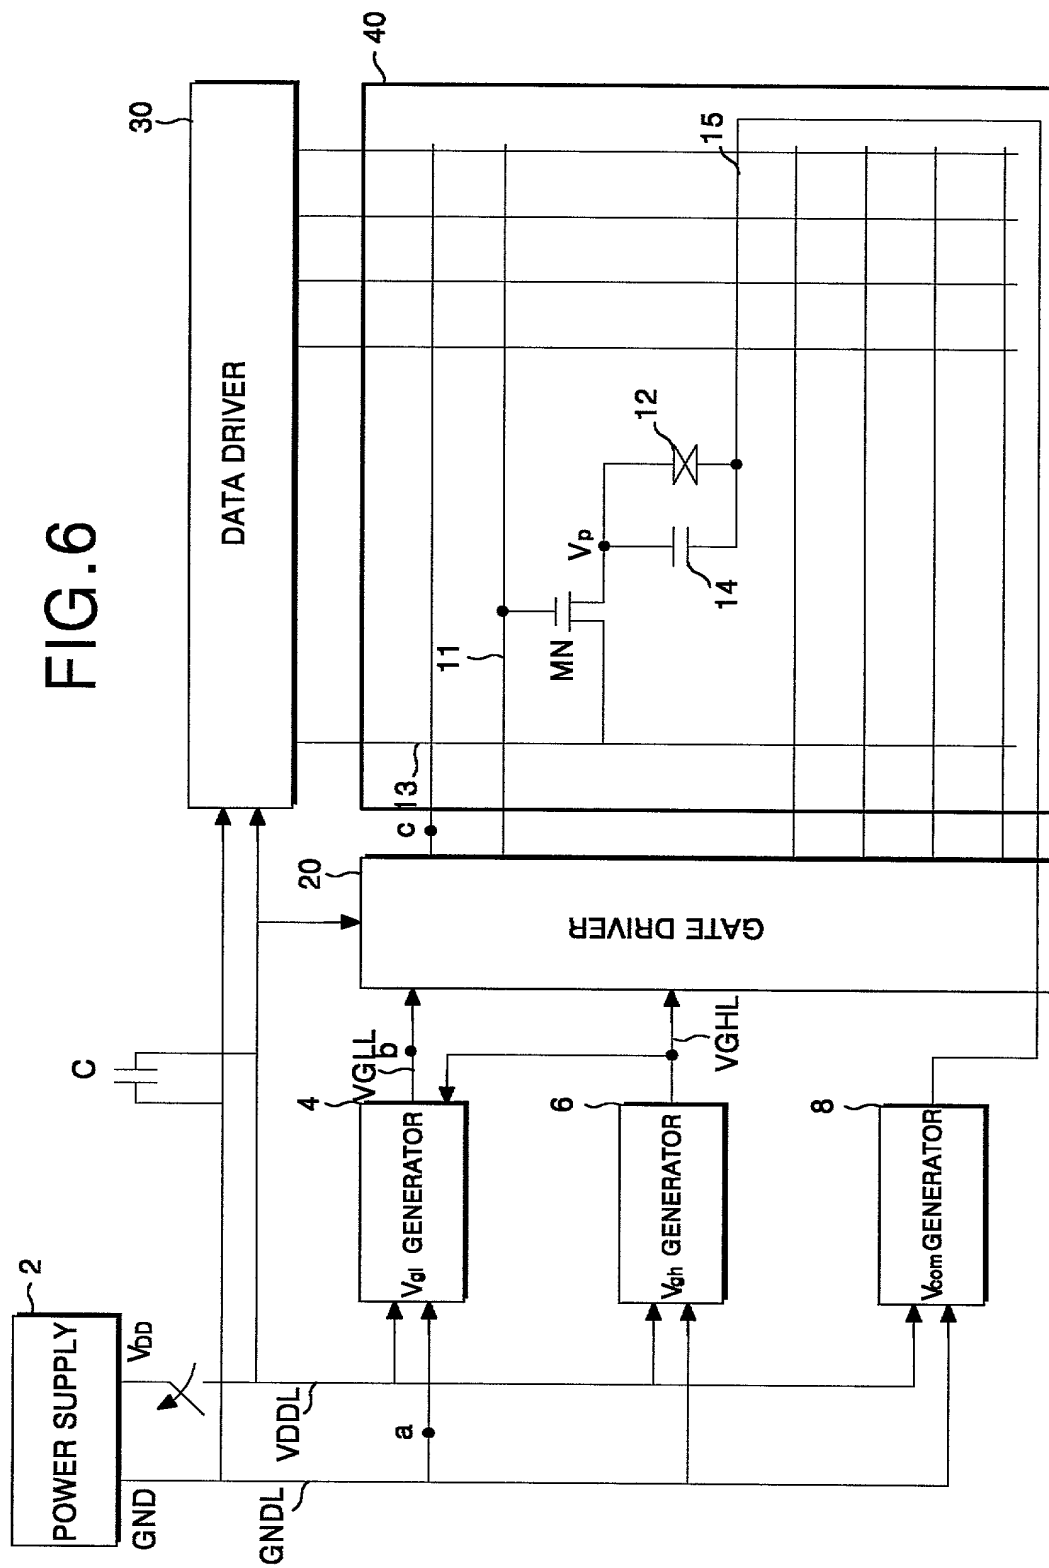 FIG.6
POWER SUPPLY
2
GND
VDD
GNDL
VDDL
C
DATA DRIVER
30
a
Vgl GENERATOR
4
VGLL
b
Vgh GENERATOR
6
VGHL
Vcom GENERATOR
8
GATE DRIVER
20
c
13
11
MN
Vp
14
12
15
40